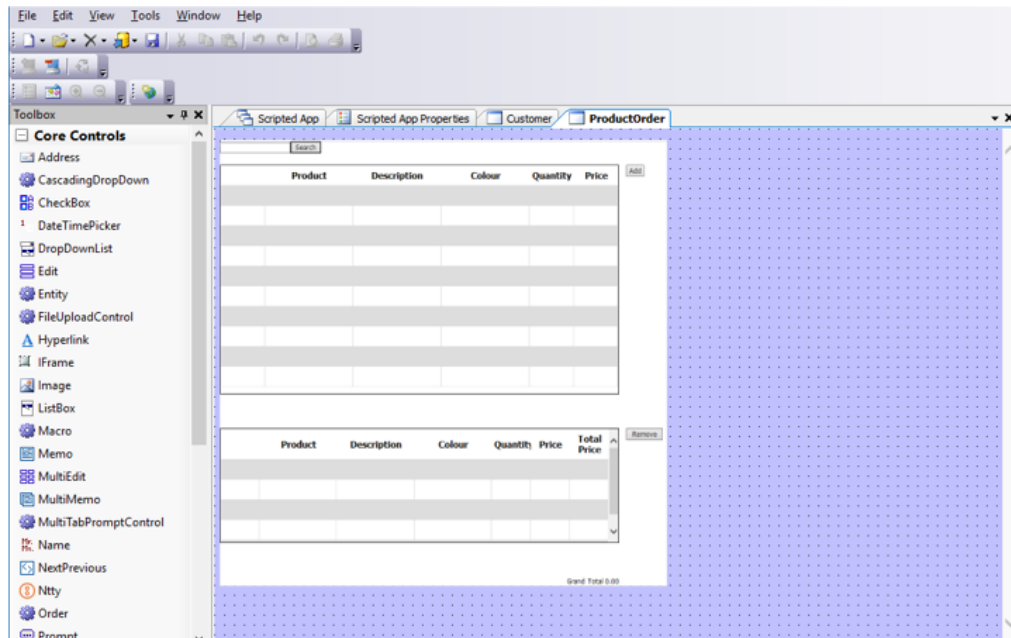 File Edit View Tools Window Help
Toolbox
Scripted App Scripted App Properties Customer ProductOrder
Core Controls
Address
CascadingDropDown
CheckBox
DateTimePicker
DropDownList
Edit
Entity
FileUploadControl
Hyperlink
IFrame
Image
ListBox
Macro
Memo
MultiEdit
MultiMemo
MultiTabPromptControl
Name
NextPrevious
Ntty
Order
Prompt
Search
Product Description Colour Quantity Price
Add
Product Description Colour Quantity Price Total
Price
Remove
Grand Total 0.00